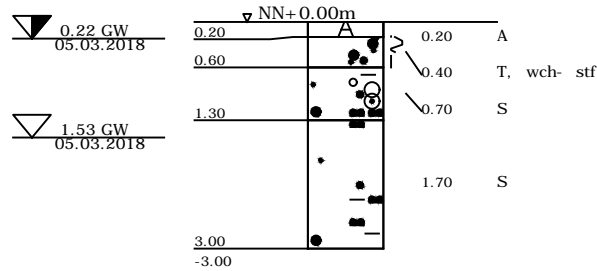 NN+0.00m
0.22 GW
05.03.2018
0.20
A
0.20 A
0.60
0.40 T, wch- stf
0.70 S
1.30
1.53 GW
05.03.2018
1.70 S
3.00
-3.00